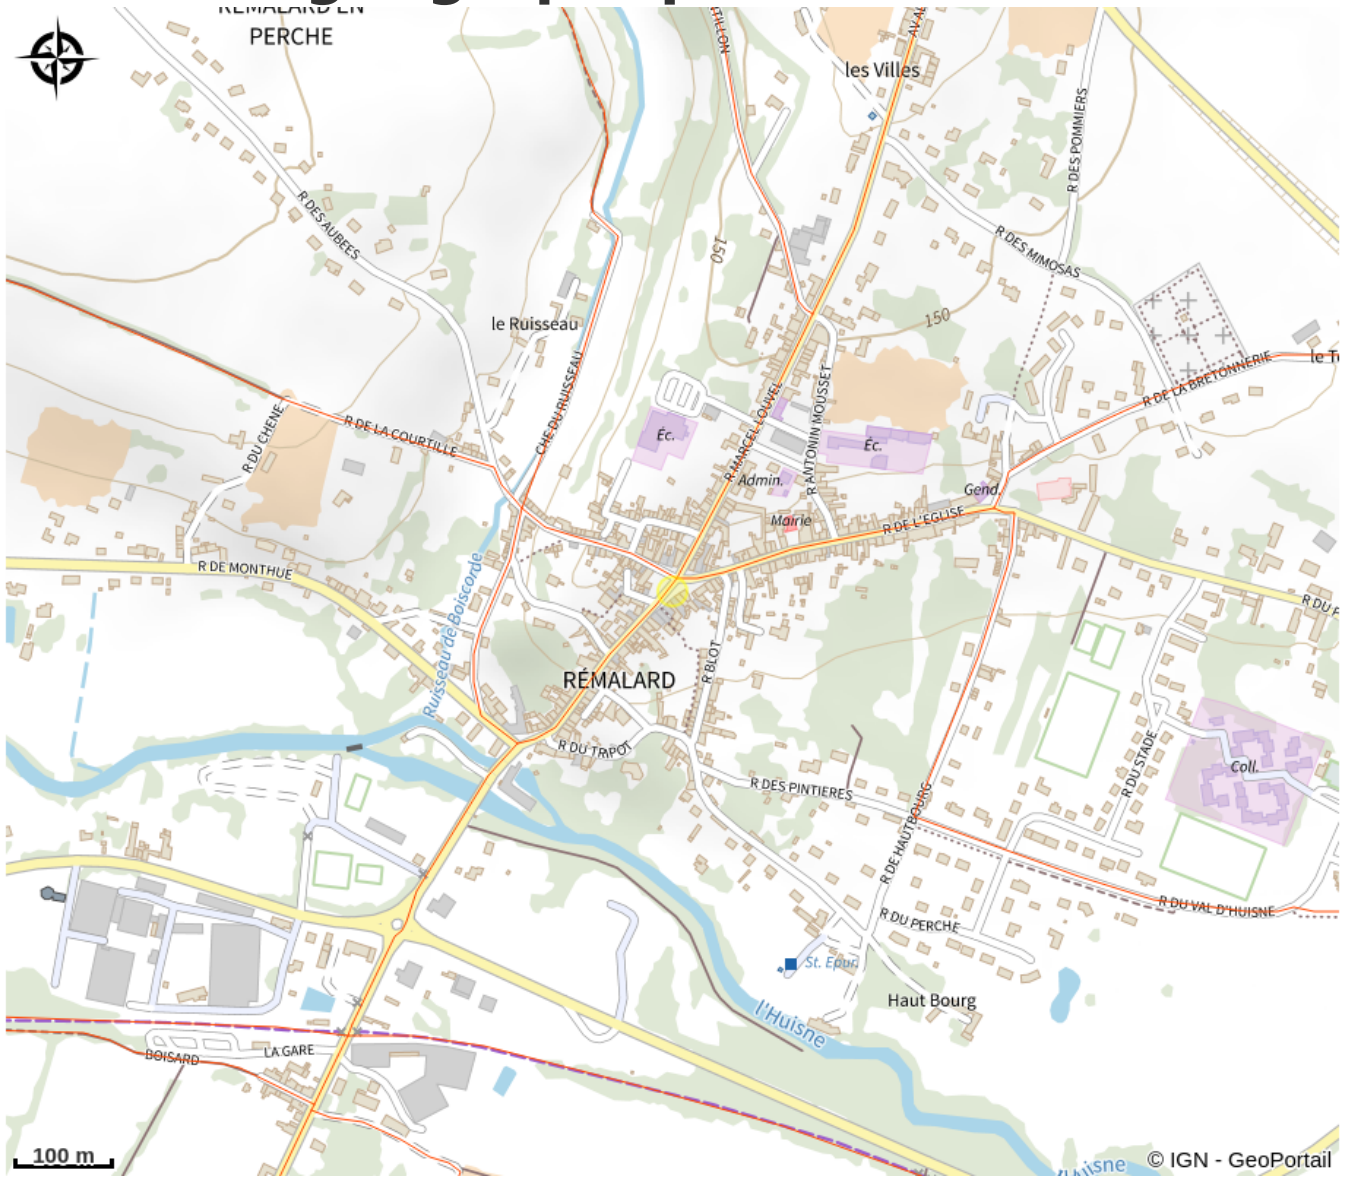 RÉMALARD EN
PERCHE
les Villes
R DES POMMIERS
R DES AUBEES
150
R DES MIMOSAS
le Ruisseau
150
R DE LA BRETONNERIE
CHE DU RUISSEAU
R DU CHENE
R DE LA COURTILLE
R MARCEL LOUVEL
R ANTONIN MOUSSET
Éc.
Éc.
Admin.
Gend.
Mairie
R DE L'EGLISE
R DE MONTHUE
Ruisseau de Boiscorde
RÉMALARD
R BLOT
R DU TRIPOT
R DES PINTIERES
R DU STADE
Coll.
R DE HAUTBOURG
R DU VAL D'HUISNE
R DU PERCHE
St. Epur.
Haut Bourg
l'Huisne
BOISARD
LA GARE
100 m
© IGN - GeoPortail